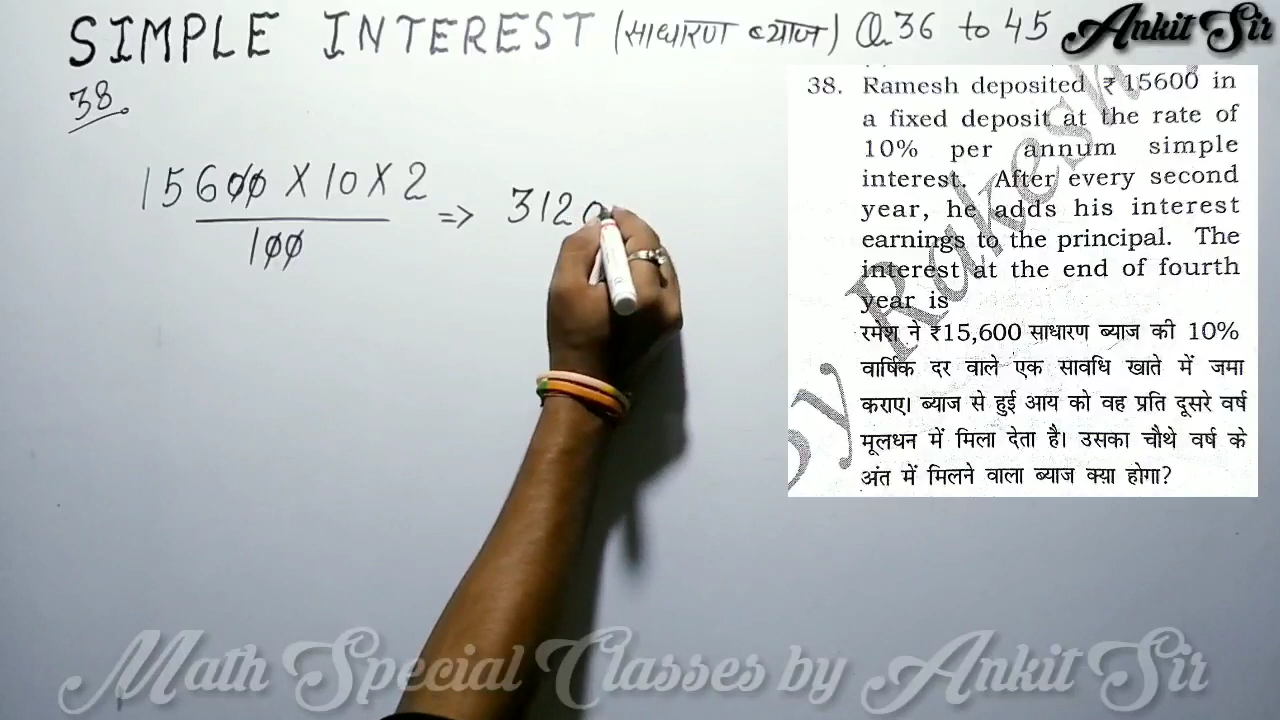 SIMPLE INTEREST (साधारण ब्याज) Q.36 to 45 Ankit Sir
38.
15600 X 10 X 2
100
=> 3120
38. Ramesh deposited ₹15600 in
a fixed deposit at the rate of
10% per annum simple
interest. After every second
year, he adds his interest
earnings to the principal. The
interest at the end of fourth
year is
रमेश ने ₹15,600 साधारण ब्याज की 10%
वार्षिक दर वाले एक सावधि खाते में जमा
कराए। ब्याज से हुई आय को वह प्रति दूसरे वर्ष
मूलधन में मिला देता है। उसका चौथे वर्ष के
अंत में मिलने वाला ब्याज क्या होगा?
By Rakesh
Math Special Classes by Ankit Sir